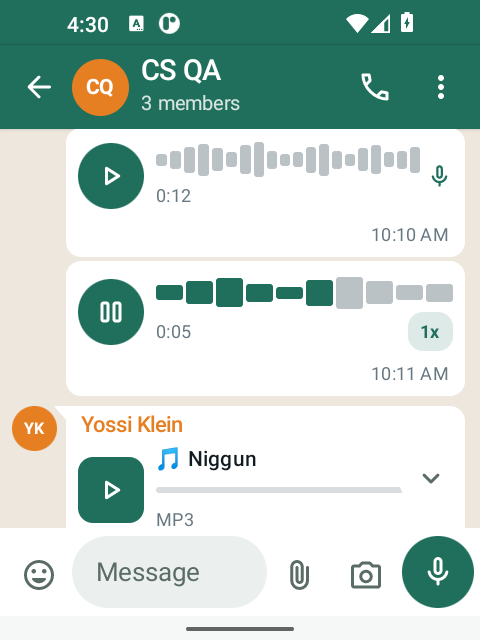 4:30
A
CQ
CS QA
3 members
0:12
10:10 AM
0:05
1x
10:11 AM
YK
Yossi Klein
🎵 Niggun
MP3
Message